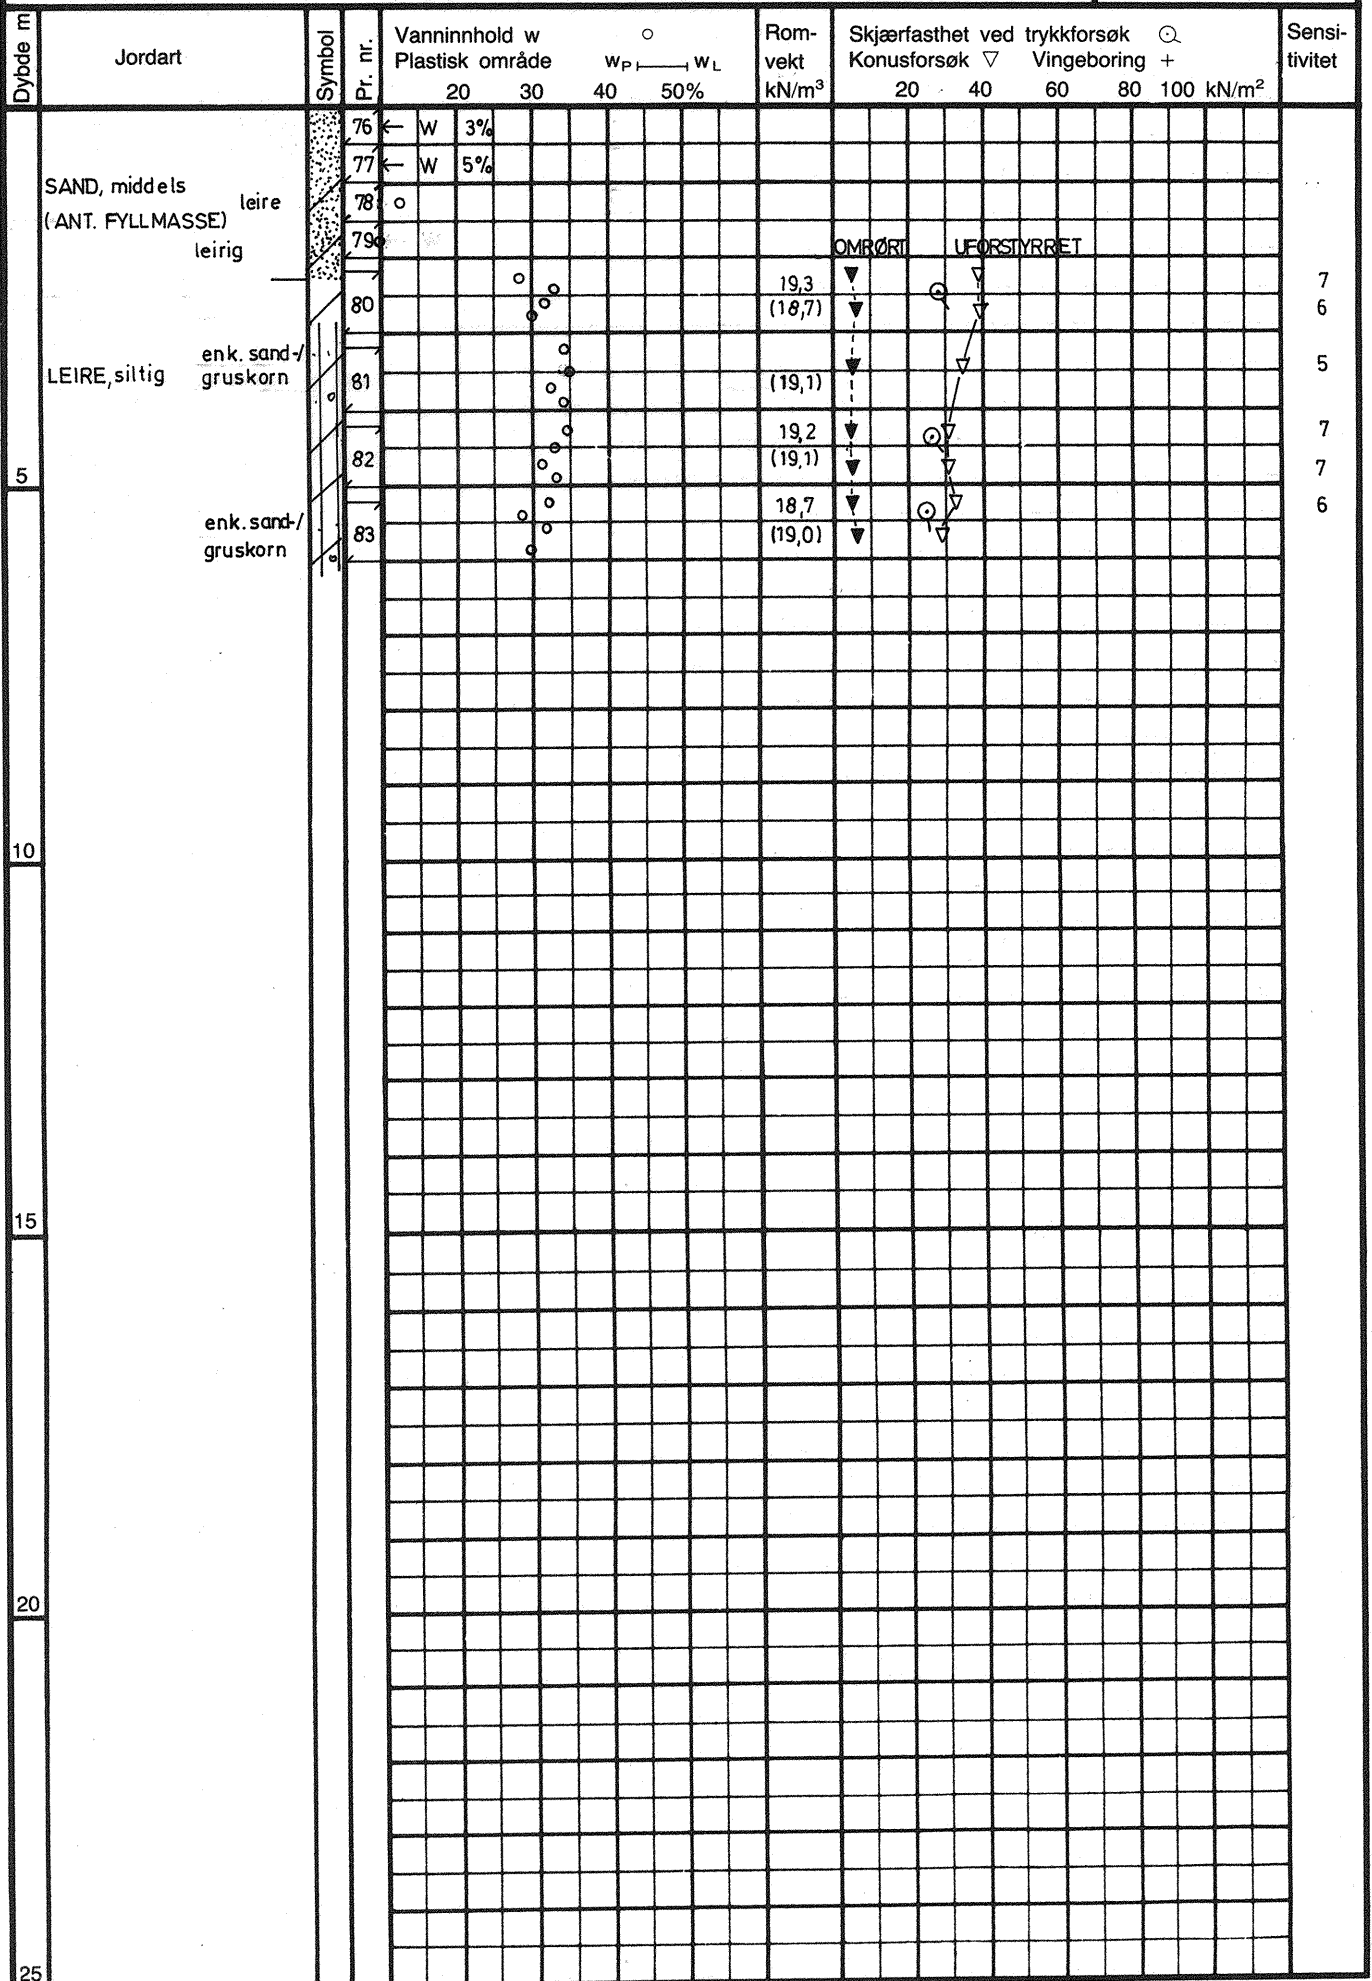 Dybde m
Jordart
Symbol
Pr. nr.
Vanninnhold w
Plastisk område wP wL
20 30 40 50%
Rom-
vekt
kN/m³
Skjærfasthet ved trykkforsøk
Konusforsøk ▽ Vingeboring +
20 40 60 80 100 kN/m²
Sensi-
tivitet
76 ← W 3%
77 ← W 5%
SAND, middels
leire
78
(ANT. FYLLMASSE)
leirig
79
OMRØRT UFORSTYRRET
19,3 7
80 (18,7) 6
enk. sand-/
5
LEIRE, siltig gruskorn
81 (19,1)
19,2 7
82 (19,1)
7
5
18,7 6
enk. sand-/
83 (19,0)
gruskorn
10
15
20
25